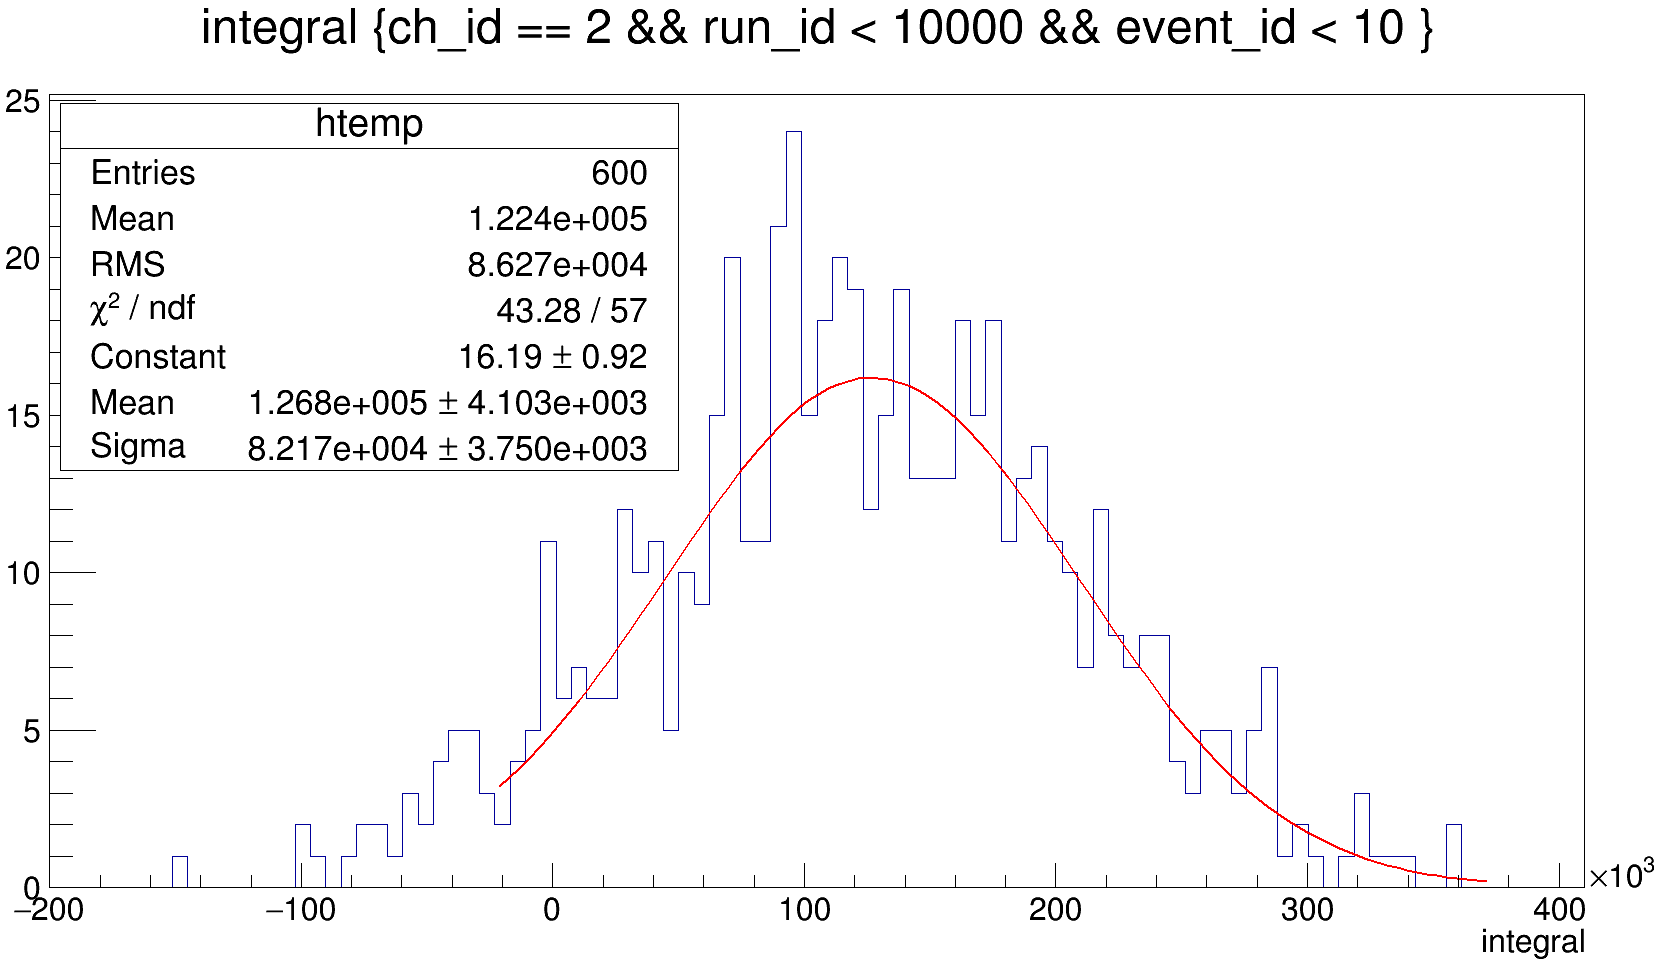 integral {ch_id == 2 && run_id < 10000 && event_id < 10 }
htemp
Entries 600
Mean 1.224e+005
RMS 8.627e+004
χ² / ndf 43.28 / 57
Constant 16.19 ± 0.92
Mean 1.268e+005 ± 4.103e+003
Sigma 8.217e+004 ± 3.750e+003
25
20
15
10
5
0
−200 −100 0 100 200 300 400 ×10³
integral